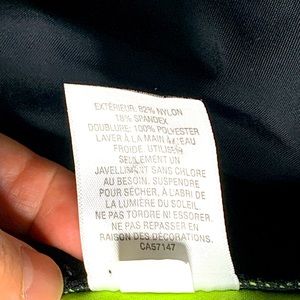 EXTÉRIEUR: 82% NYLON
18% SPANDEX
DOUBLURE: 100% POLYESTER
LAVER À LA MAIN À L'EAU
FROIDE. UTILISER
SEULEMENT UN
JAVELLISANT SANS CHLORE
AU BESOIN. SUSPENDRE
POUR SÉCHER, À L'ABRI DE
LA LUMIÈRE DU SOLEIL.
NE PAS TORDRE NI ESSORER.
NE PAS REPASSER EN
RAISON DES DÉCORATIONS.
CA57147